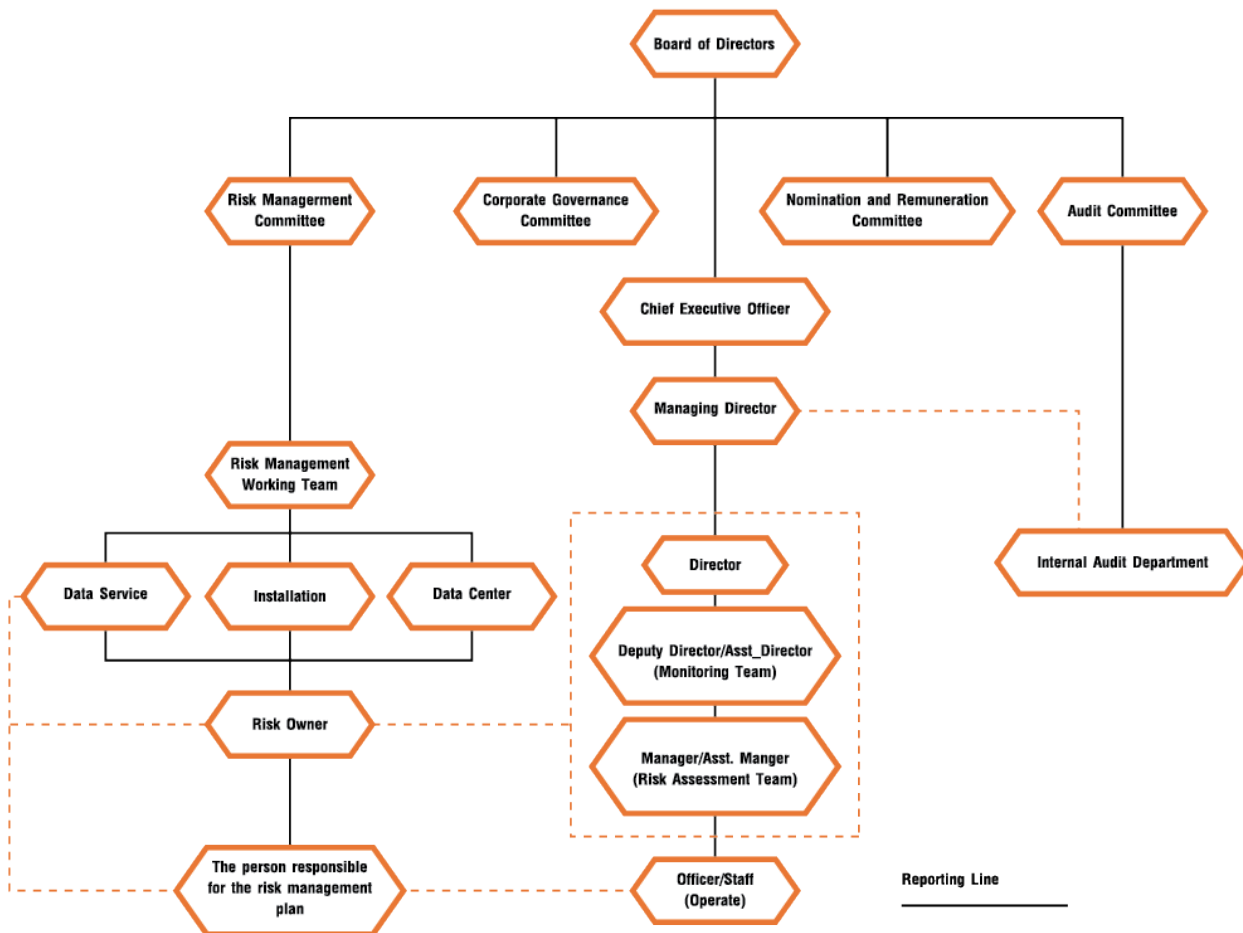 Board of Directors
Risk Managerment
Committee
Corporate Governance
Committee
Nomination and Remuneration
Committee
Audit Committee
Chief Executive Officer
Managing Director
Risk Management
Working Team
Director
Internal Audit Department
Data Service
Installation
Data Center
Deputy Director/Asst_Director
(Monitoring Team)
Risk Owner
Manager/Asst. Manger
(Risk Assessment Team)
The person responsible
for the risk management
plan
Officer/Staff
(Operate)
Reporting Line